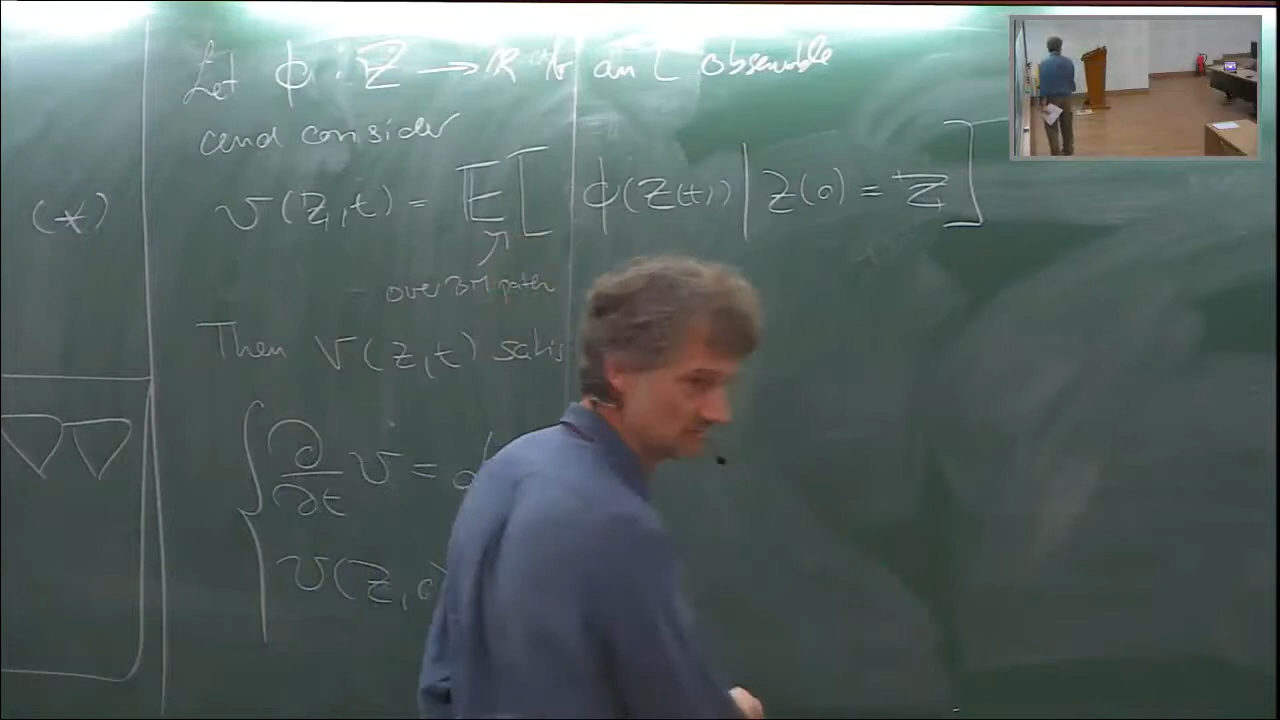 Let ϕ : Z → ℝ be an observable
and consider
(*) v(z,t) = E[ ϕ(Z(t)) | Z(0) = z ]
over BM paths
Then v(z,t) satis
∂/∂t v =
v(z,0)